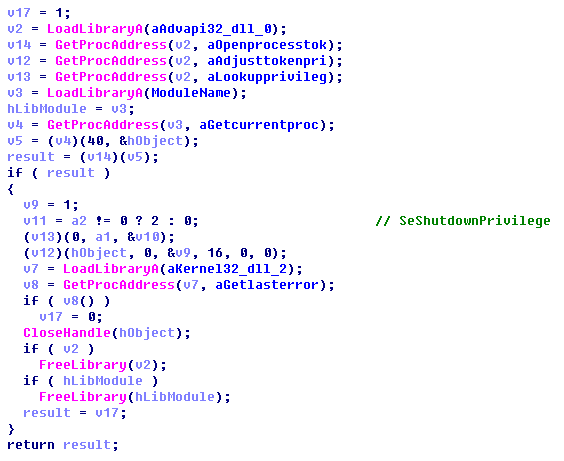 v17 = 1;
v2 = LoadLibraryA(aAdvapi32_dll_0);
v14 = GetProcAddress(v2, aOpenprocesstok);
v12 = GetProcAddress(v2, aAdjusttokenpri);
v13 = GetProcAddress(v2, aLookupprivileg);
v3 = LoadLibraryA(ModuleName);
hLibModule = v3;
v4 = GetProcAddress(v3, aGetcurrentproc);
v5 = (v4)(40, &hObject);
result = (v14)(v5);
if ( result )
{
v9 = 1;
v11 = a2 != 0 ? 2 : 0; // SeShutdownPrivilege
(v13)(0, a1, &v10);
(v12)(hObject, 0, &v9, 16, 0, 0);
v7 = LoadLibraryA(aKernel32_dll_2);
v8 = GetProcAddress(v7, aGetlasterror);
if ( v8() )
v17 = 0;
CloseHandle(hObject);
if ( v2 )
FreeLibrary(v2);
if ( hLibModule )
FreeLibrary(hLibModule);
result = v17;
}
return result;